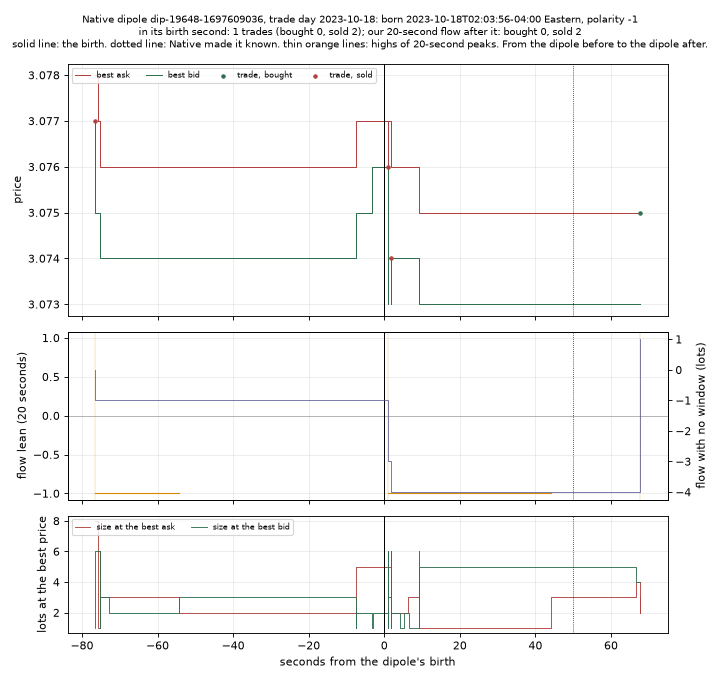 Native dipole dip-19648-1697609036, trade day 2023-10-18: born 2023-10-18T02:03:56-04:00 Eastern, polarity -1
in its birth second: 1 trades (bought 0, sold 2); our 20-second flow after it: bought 0, sold 2
solid line: the birth. dotted line: Native made it known. thin orange lines: highs of 20-second peaks. From the dipole before to the dipole after.
best ask
best bid
trade, bought
trade, sold
3.078
3.077
3.076
3.075
3.074
3.073
price
1.0
0.5
0.0
−0.5
−1.0
flow lean (20 seconds)
1
0
−1
−2
−3
−4
flow with no window (lots)
size at the best ask
size at the best bid
8
6
4
2
lots at the best price
−80
−60
−40
−20
0
20
40
60
seconds from the dipole's birth